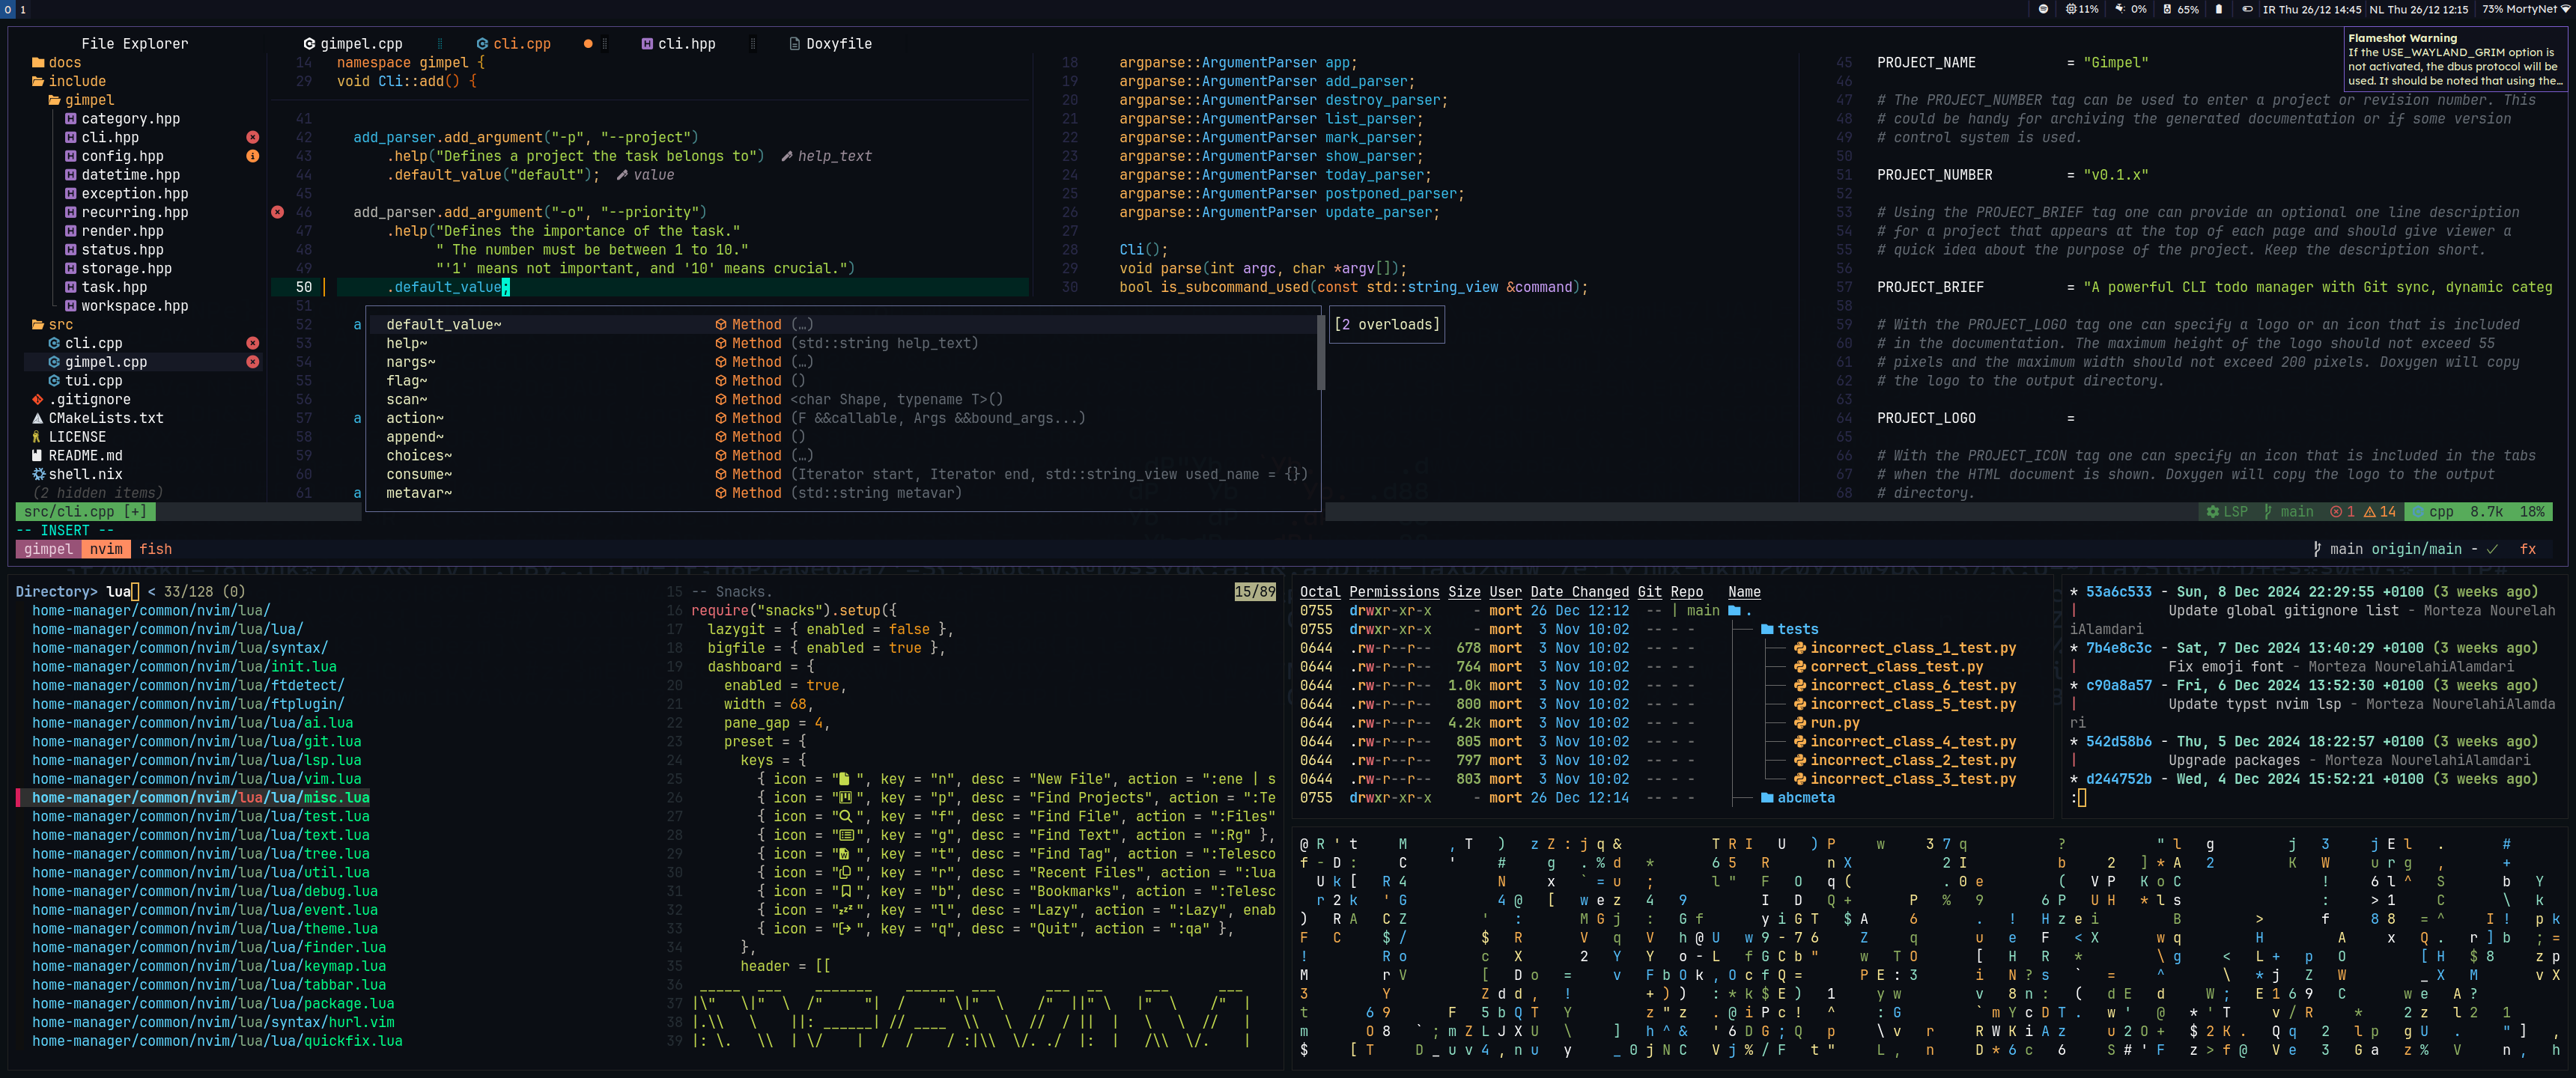 0 1
11% 0% 65% IR Thu 26/12 14:45 NL Thu 26/12 12:15 73% MortyNet
Flameshot Warning
If the USE_WAYLAND_GRIM option is
not activated, the dbus protocol will be
used. It should be noted that using the...
File Explorer
docs
include
gimpel
category.hpp
cli.hpp
config.hpp
datetime.hpp
exception.hpp
recurring.hpp
render.hpp
status.hpp
storage.hpp
task.hpp
workspace.hpp
src
cli.cpp
gimpel.cpp
tui.cpp
.gitignore
CMakeLists.txt
LICENSE
README.md
shell.nix
(2 hidden items)
gimpel.cpp cli.cpp cli.hpp Doxyfile
14 namespace gimpel {
29 void Cli::add() {
41
42 add_parser.add_argument("-p", "--project")
43 .help("Defines a project the task belongs to") help_text
44 .default_value("default"); value
45
46 add_parser.add_argument("-o", "--priority")
47 .help("Defines the importance of the task."
48 " The number must be between 1 to 10."
49 "'1' means not important, and '10' means crucial.")
50 .default_value;
51
52 a
53
54
55
56
57 a
58
59
60
61 a
default_value~ Method (…)
help~ Method (std::string help_text)
nargs~ Method (…)
flag~ Method ()
scan~ Method <char Shape, typename T>()
action~ Method (F &&callable, Args &&bound_args...)
append~ Method ()
choices~ Method (…)
consume~ Method (Iterator start, Iterator end, std::string_view used_name = {})
metavar~ Method (std::string metavar)
[2 overloads]
18 argparse::ArgumentParser app;
19 argparse::ArgumentParser add_parser;
20 argparse::ArgumentParser destroy_parser;
21 argparse::ArgumentParser list_parser;
22 argparse::ArgumentParser mark_parser;
23 argparse::ArgumentParser show_parser;
24 argparse::ArgumentParser today_parser;
25 argparse::ArgumentParser postponed_parser;
26 argparse::ArgumentParser update_parser;
27
28 Cli();
29 void parse(int argc, char *argv[]);
30 bool is_subcommand_used(const std::string_view &command);
45 PROJECT_NAME = "Gimpel"
46
47 # The PROJECT_NUMBER tag can be used to enter a project or revision number. This
48 # could be handy for archiving the generated documentation or if some version
49 # control system is used.
50
51 PROJECT_NUMBER = "v0.1.x"
52
53 # Using the PROJECT_BRIEF tag one can provide an optional one line description
54 # for a project that appears at the top of each page and should give viewer a
55 # quick idea about the purpose of the project. Keep the description short.
56
57 PROJECT_BRIEF = "A powerful CLI todo manager with Git sync, dynamic categ
58
59 # With the PROJECT_LOGO tag one can specify a logo or an icon that is included
60 # in the documentation. The maximum height of the logo should not exceed 55
61 # pixels and the maximum width should not exceed 200 pixels. Doxygen will copy
62 # the logo to the output directory.
63
64 PROJECT_LOGO =
65
66 # With the PROJECT_ICON tag one can specify an icon that is included in the tabs
67 # when the HTML document is shown. Doxygen will copy the logo to the output
68 # directory.
src/cli.cpp [+] LSP main 1 14 cpp 8.7k 18%
-- INSERT --
gimpel nvim fish main origin/main - ✓ fx
Directory> lua < 33/128 (0)
home-manager/common/nvim/lua/
home-manager/common/nvim/lua/lua/
home-manager/common/nvim/lua/syntax/
home-manager/common/nvim/lua/init.lua
home-manager/common/nvim/lua/ftdetect/
home-manager/common/nvim/lua/ftplugin/
home-manager/common/nvim/lua/lua/ai.lua
home-manager/common/nvim/lua/lua/git.lua
home-manager/common/nvim/lua/lua/lsp.lua
home-manager/common/nvim/lua/lua/vim.lua
home-manager/common/nvim/lua/lua/misc.lua
home-manager/common/nvim/lua/lua/test.lua
home-manager/common/nvim/lua/lua/text.lua
home-manager/common/nvim/lua/lua/tree.lua
home-manager/common/nvim/lua/lua/util.lua
home-manager/common/nvim/lua/lua/debug.lua
home-manager/common/nvim/lua/lua/event.lua
home-manager/common/nvim/lua/lua/theme.lua
home-manager/common/nvim/lua/lua/finder.lua
home-manager/common/nvim/lua/lua/keymap.lua
home-manager/common/nvim/lua/lua/tabbar.lua
home-manager/common/nvim/lua/lua/package.lua
home-manager/common/nvim/lua/syntax/hurl.vim
home-manager/common/nvim/lua/lua/quickfix.lua
15 -- Snacks. 15/89
16 require("snacks").setup({
17 lazygit = { enabled = false },
18 bigfile = { enabled = true },
19 dashboard = {
20 enabled = true,
21 width = 68,
22 pane_gap = 4,
23 preset = {
24 keys = {
25 { icon = " ", key = "n", desc = "New File", action = ":ene | s
26 { icon = " ", key = "p", desc = "Find Projects", action = ":Te
27 { icon = " ", key = "f", desc = "Find File", action = ":Files"
28 { icon = " ", key = "g", desc = "Find Text", action = ":Rg" },
29 { icon = " ", key = "t", desc = "Find Tag", action = ":Telesco
30 { icon = " ", key = "r", desc = "Recent Files", action = ":lua
31 { icon = " ", key = "b", desc = "Bookmarks", action = ":Telesc
32 { icon = " ", key = "l", desc = "Lazy", action = ":Lazy", enab
33 { icon = " ", key = "q", desc = "Quit", action = ":qa" },
34 },
35 header = [[
36
37
38
39
Octal Permissions Size User Date Changed Git Repo Name
0755 drwxr-xr-x - mort 26 Dec 12:12 -- | main .
0755 drwxr-xr-x - mort 3 Nov 10:02 -- - - tests
0644 .rw-r--r-- 678 mort 3 Nov 10:02 -- - - incorrect_class_1_test.py
0644 .rw-r--r-- 764 mort 3 Nov 10:02 -- - - correct_class_test.py
0644 .rw-r--r-- 1.0k mort 3 Nov 10:02 -- - - incorrect_class_6_test.py
0644 .rw-r--r-- 800 mort 3 Nov 10:02 -- - - incorrect_class_5_test.py
0644 .rw-r--r-- 4.2k mort 3 Nov 10:02 -- - - run.py
0644 .rw-r--r-- 805 mort 3 Nov 10:02 -- - - incorrect_class_4_test.py
0644 .rw-r--r-- 797 mort 3 Nov 10:02 -- - - incorrect_class_2_test.py
0644 .rw-r--r-- 803 mort 3 Nov 10:02 -- - - incorrect_class_3_test.py
0755 drwxr-xr-x - mort 26 Dec 12:14 abcmeta
* 53a6c533 - Sun, 8 Dec 2024 22:29:55 +0100 (3 weeks ago)
| Update global gitignore list - Morteza Nourelah
iAlamdari
* 7b4e8c3c - Sat, 7 Dec 2024 13:40:29 +0100 (3 weeks ago)
| Fix emoji font - Morteza NourelahiAlamdari
* c90a8a57 - Fri, 6 Dec 2024 13:52:30 +0100 (3 weeks ago)
| Update typst nvim lsp - Morteza NourelahiAlamda
ri
* 542d58b6 - Thu, 5 Dec 2024 18:22:57 +0100 (3 weeks ago)
| Upgrade packages - Morteza NourelahiAlamdari
* d244752b - Wed, 4 Dec 2024 15:52:21 +0100 (3 weeks ago)
: